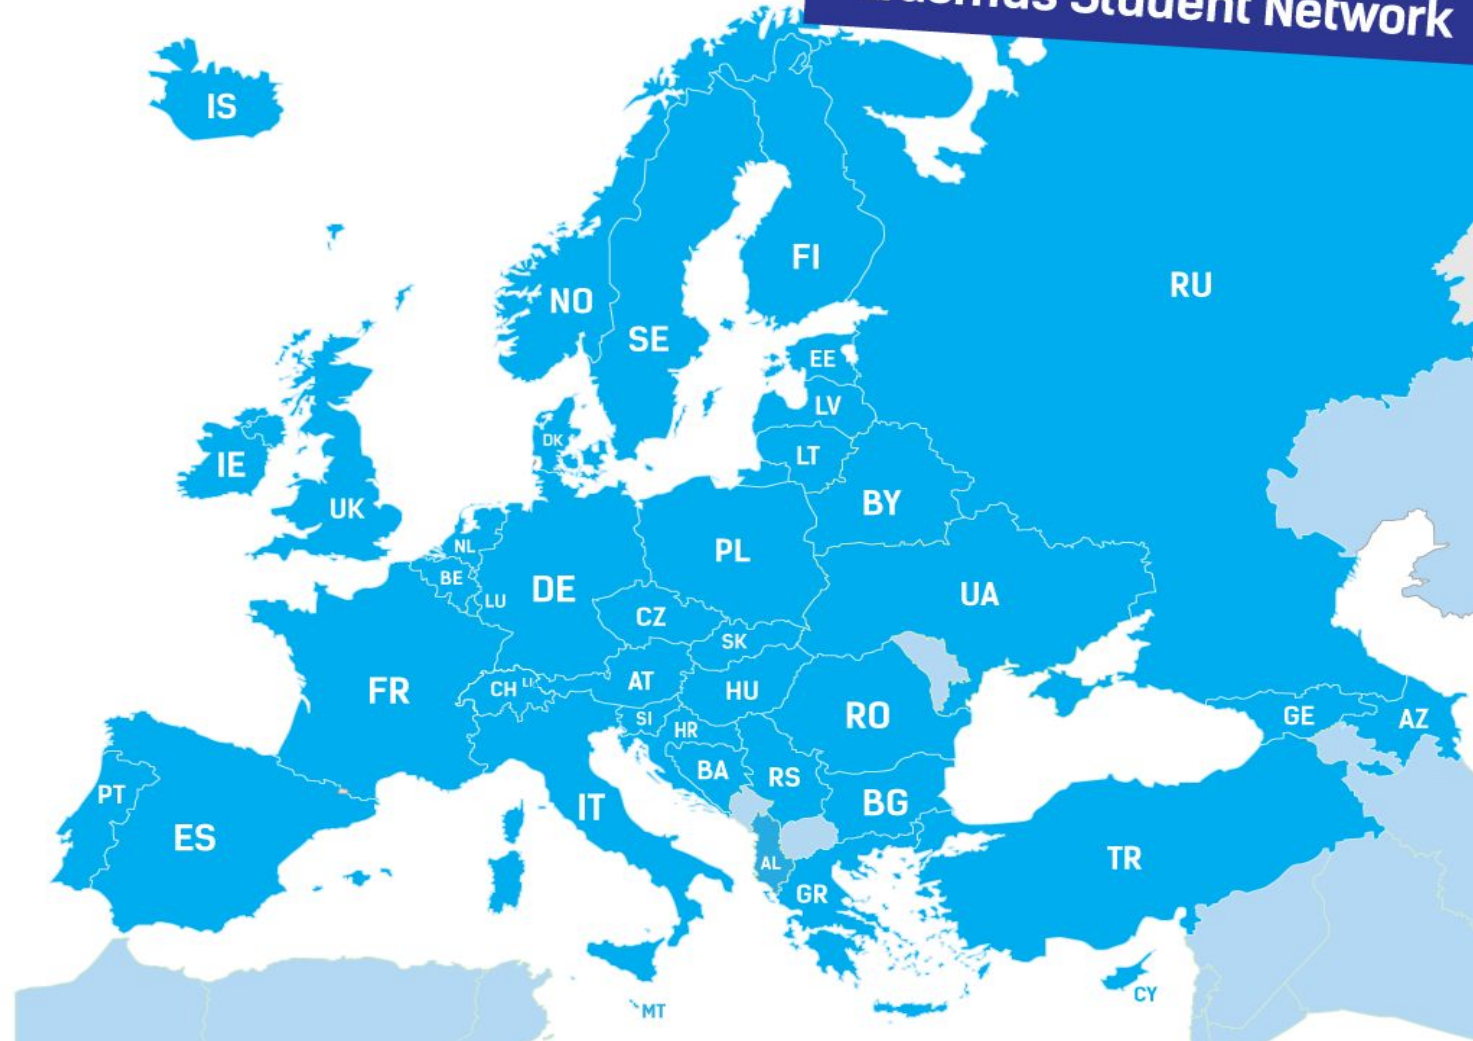 Student Network
IS
FI
RU
NO
SE
EE
LV
DK
LT
IE
BY
UK
NL
PL
BE
DE
UA
LU
CZ
SK
AT
CH
LI
FR
HU
RO
SI
GE
AZ
HR
BA
RS
PT
BG
IT
ES
TR
AL
GR
CY
MT